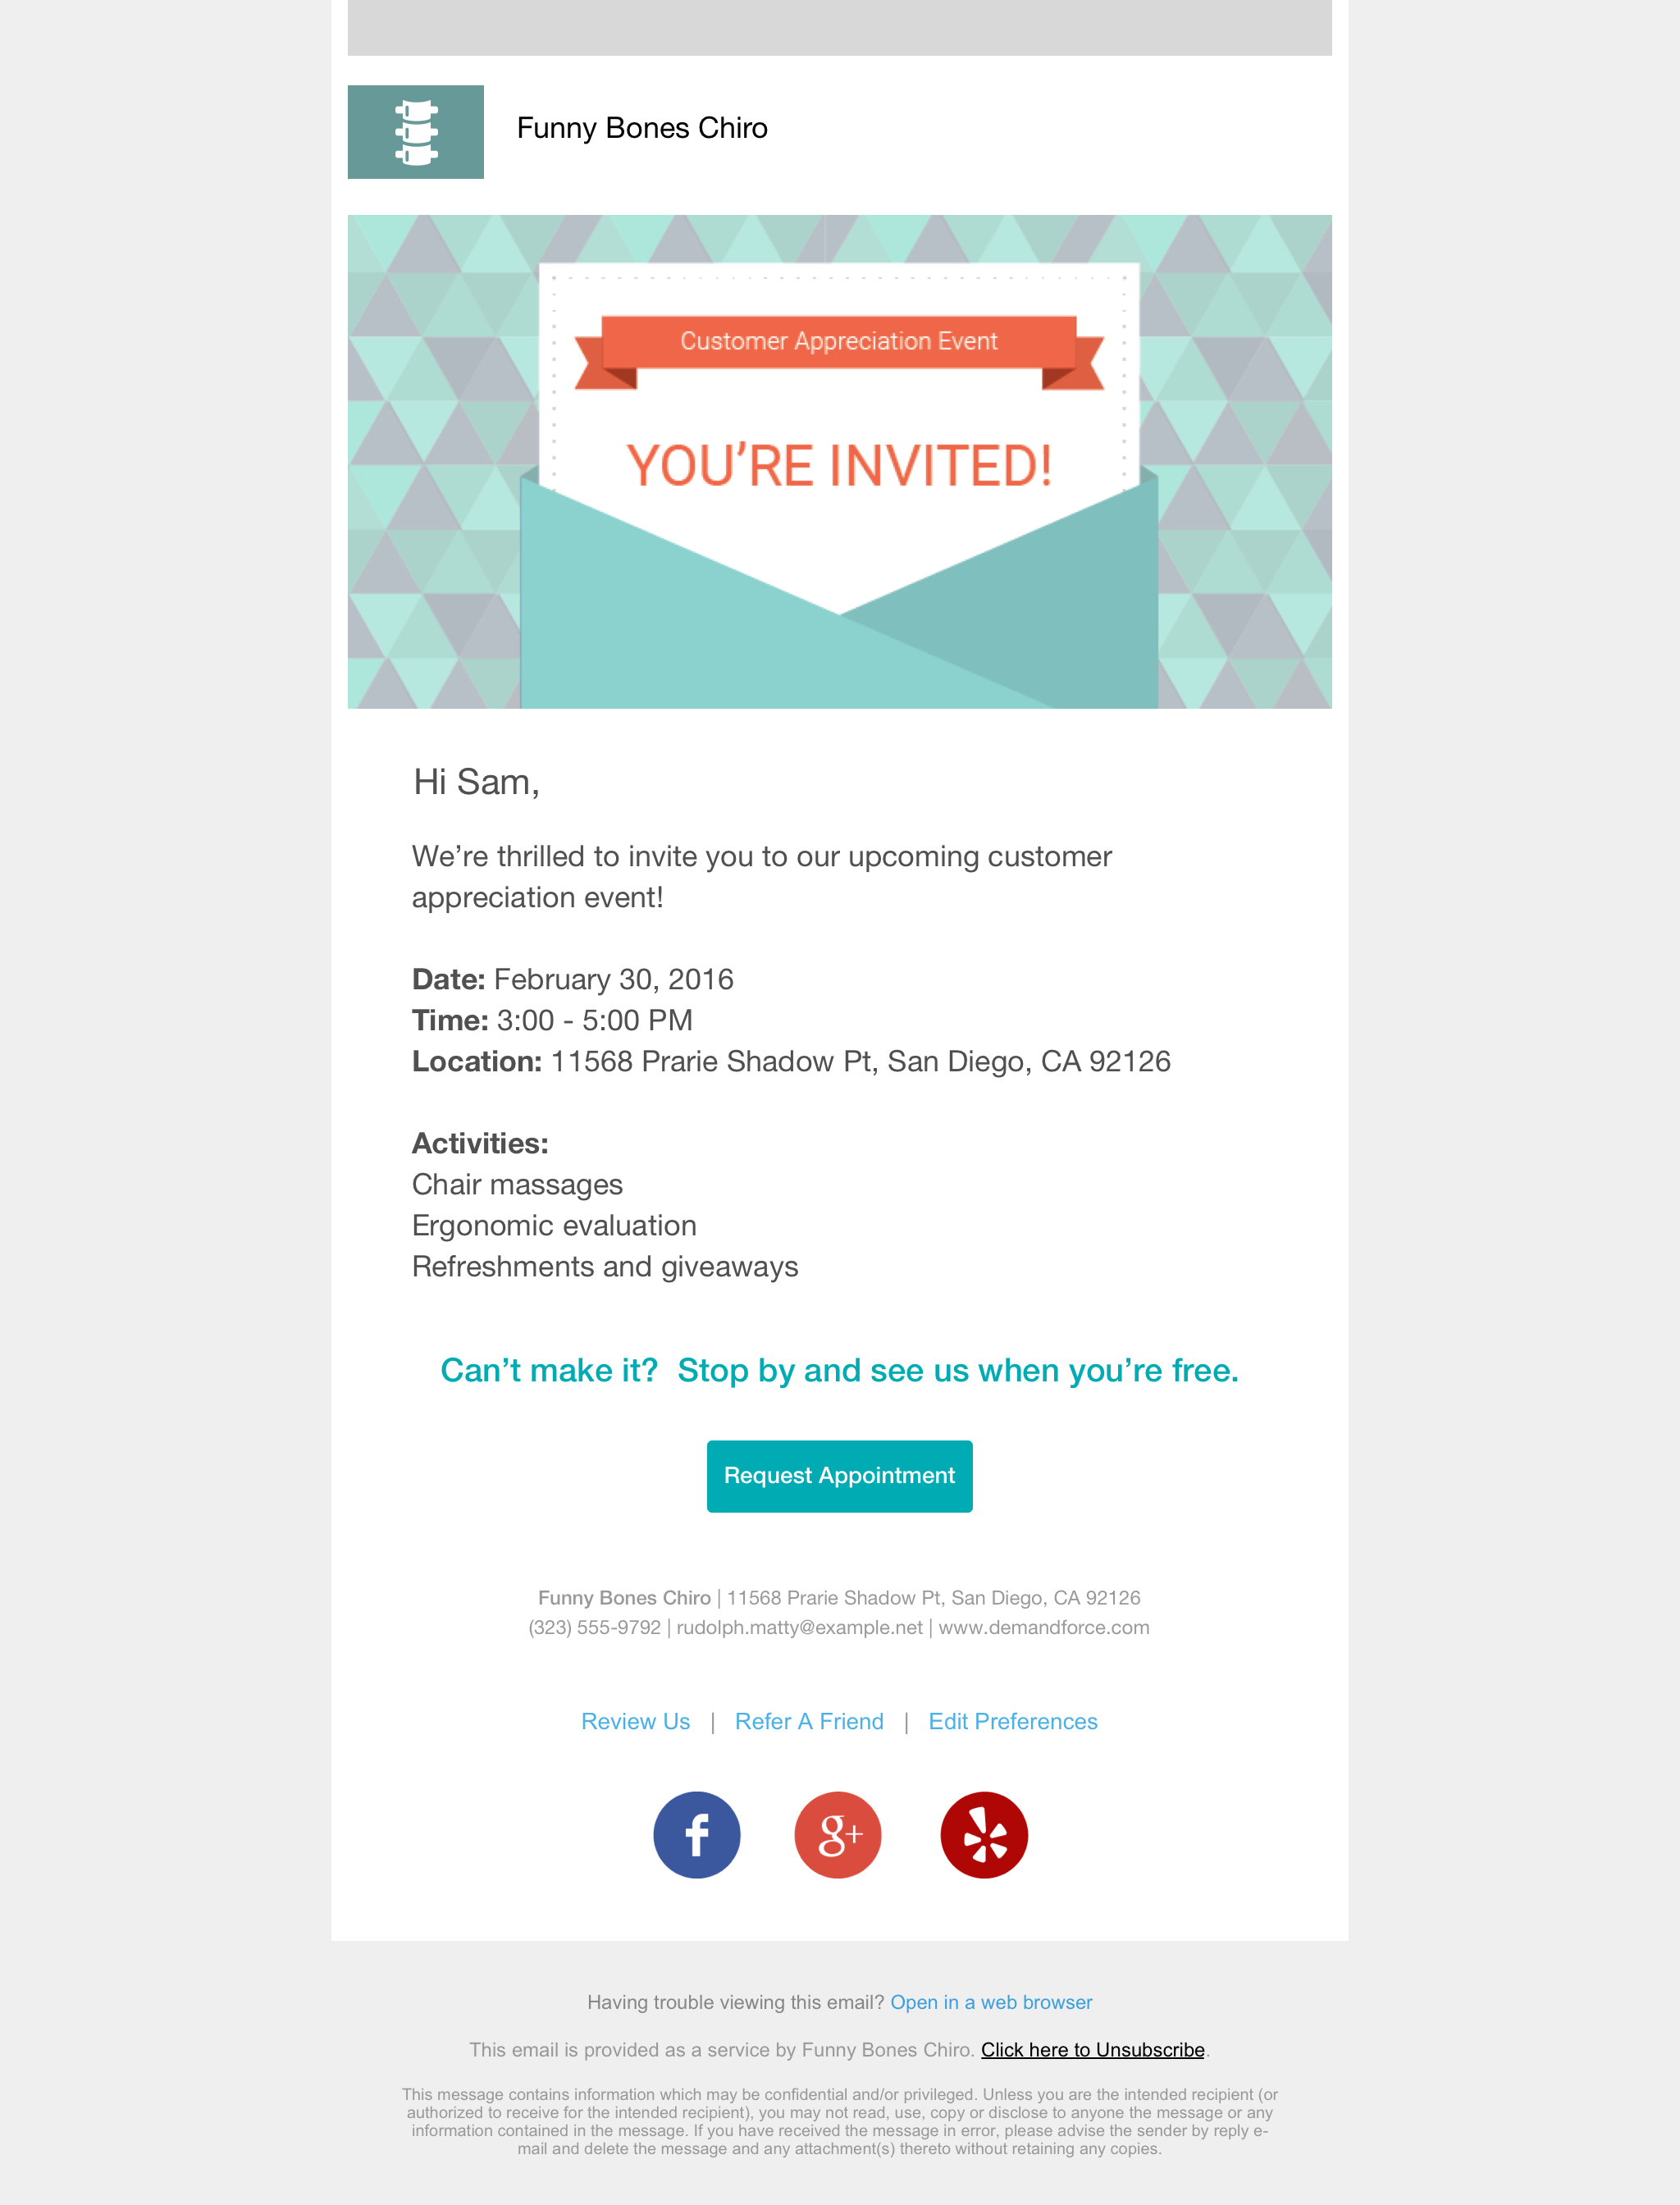 Funny Bones Chiro
Customer Appreciation Event
YOU'RE INVITED!
Hi Sam,
We're thrilled to invite you to our upcoming customer
appreciation event!
Date: February 30, 2016
Time: 3:00 - 5:00 PM
Location: 11568 Prarie Shadow Pt, San Diego, CA 92126
Activities:
Chair massages
Ergonomic evaluation
Refreshments and giveaways
Can't make it?  Stop by and see us when you're free.
Request Appointment
Funny Bones Chiro | 11568 Prarie Shadow Pt, San Diego, CA 92126
(323) 555-9792 | rudolph.matty@example.net | www.demandforce.com
Review Us | Refer A Friend | Edit Preferences
f g+
Having trouble viewing this email? Open in a web browser
This email is provided as a service by Funny Bones Chiro. Click here to Unsubscribe.
This message contains information which may be confidential and/or privileged. Unless you are the intended recipient (or
authorized to receive for the intended recipient), you may not read, use, copy or disclose to anyone the message or any
information contained in the message. If you have received the message in error, please advise the sender by reply e-
mail and delete the message and any attachment(s) thereto without retaining any copies.